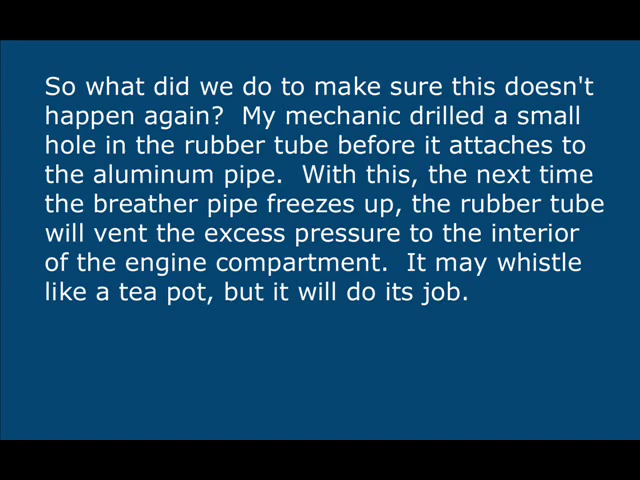 So what did we do to make sure this doesn't
happen again?  My mechanic drilled a small
hole in the rubber tube before it attaches to
the aluminum pipe.  With this, the next time
the breather pipe freezes up, the rubber tube
will vent the excess pressure to the interior
of the engine compartment.  It may whistle
like a tea pot, but it will do its job.